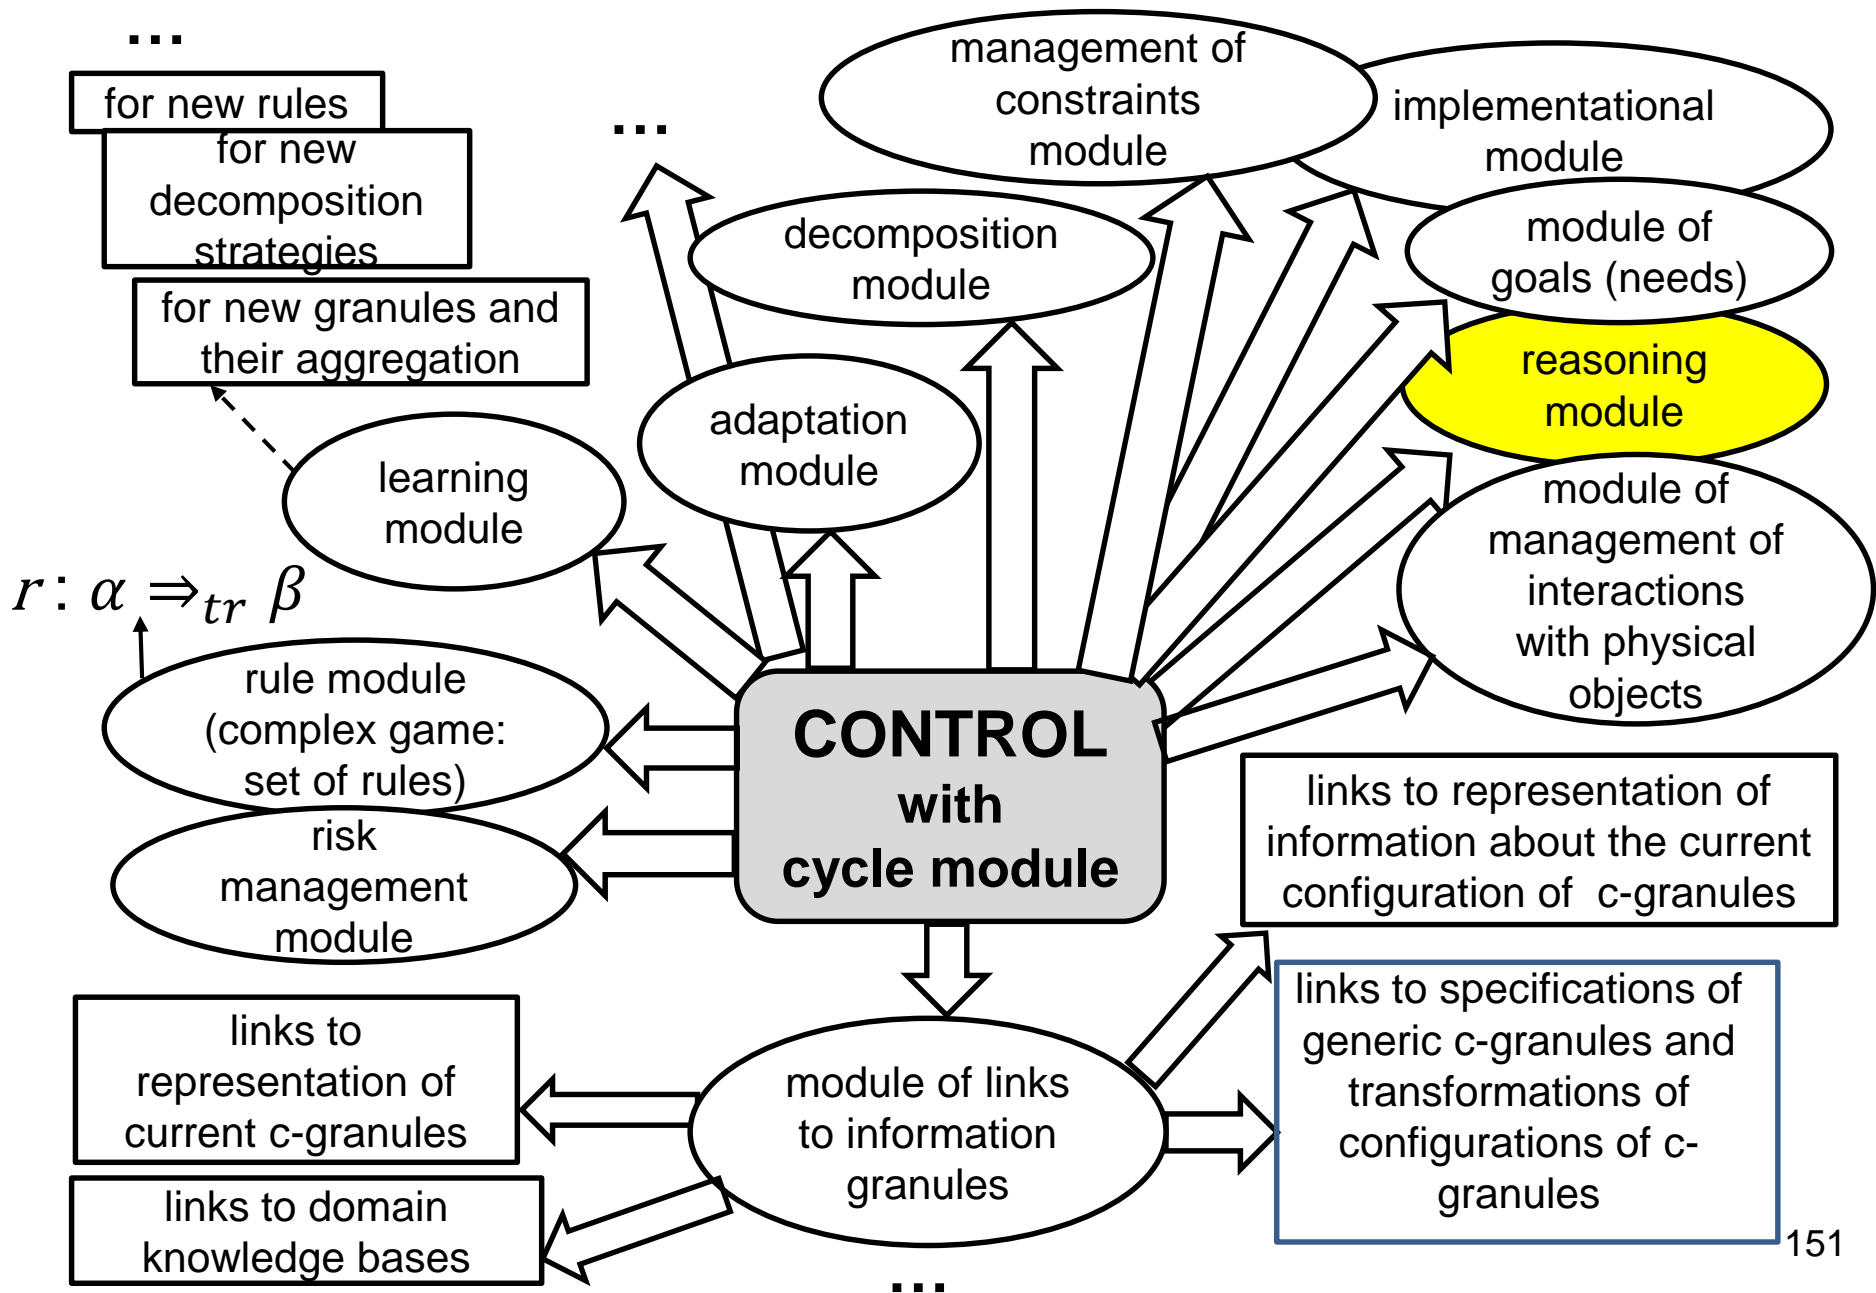 ...
for new rules
for new
decomposition
strategies
for new granules and
their aggregation
...
management of
constraints
module
implementational
module
decomposition
module
module of
goals (needs)
reasoning
module
adaptation
module
learning
module
module of
management of
interactions
with physical
objects
r : α ⇒tr β
rule module
(complex game:
set of rules)
risk
management
module
CONTROL
with
cycle module
links to representation of
information about the current
configuration of c-granules
links to specifications of
generic c-granules and
transformations of
configurations of c-
granules
links to
representation of
current c-granules
module of links
to information
granules
links to domain
knowledge bases
...
151